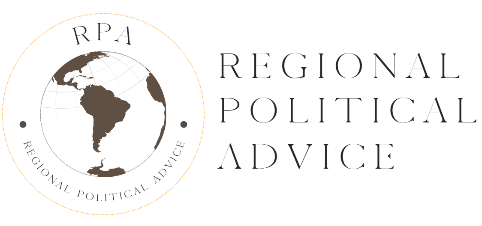 RPA
REGIONAL POLITICAL ADVICE
REGIONAL
POLITICAL
ADVICE